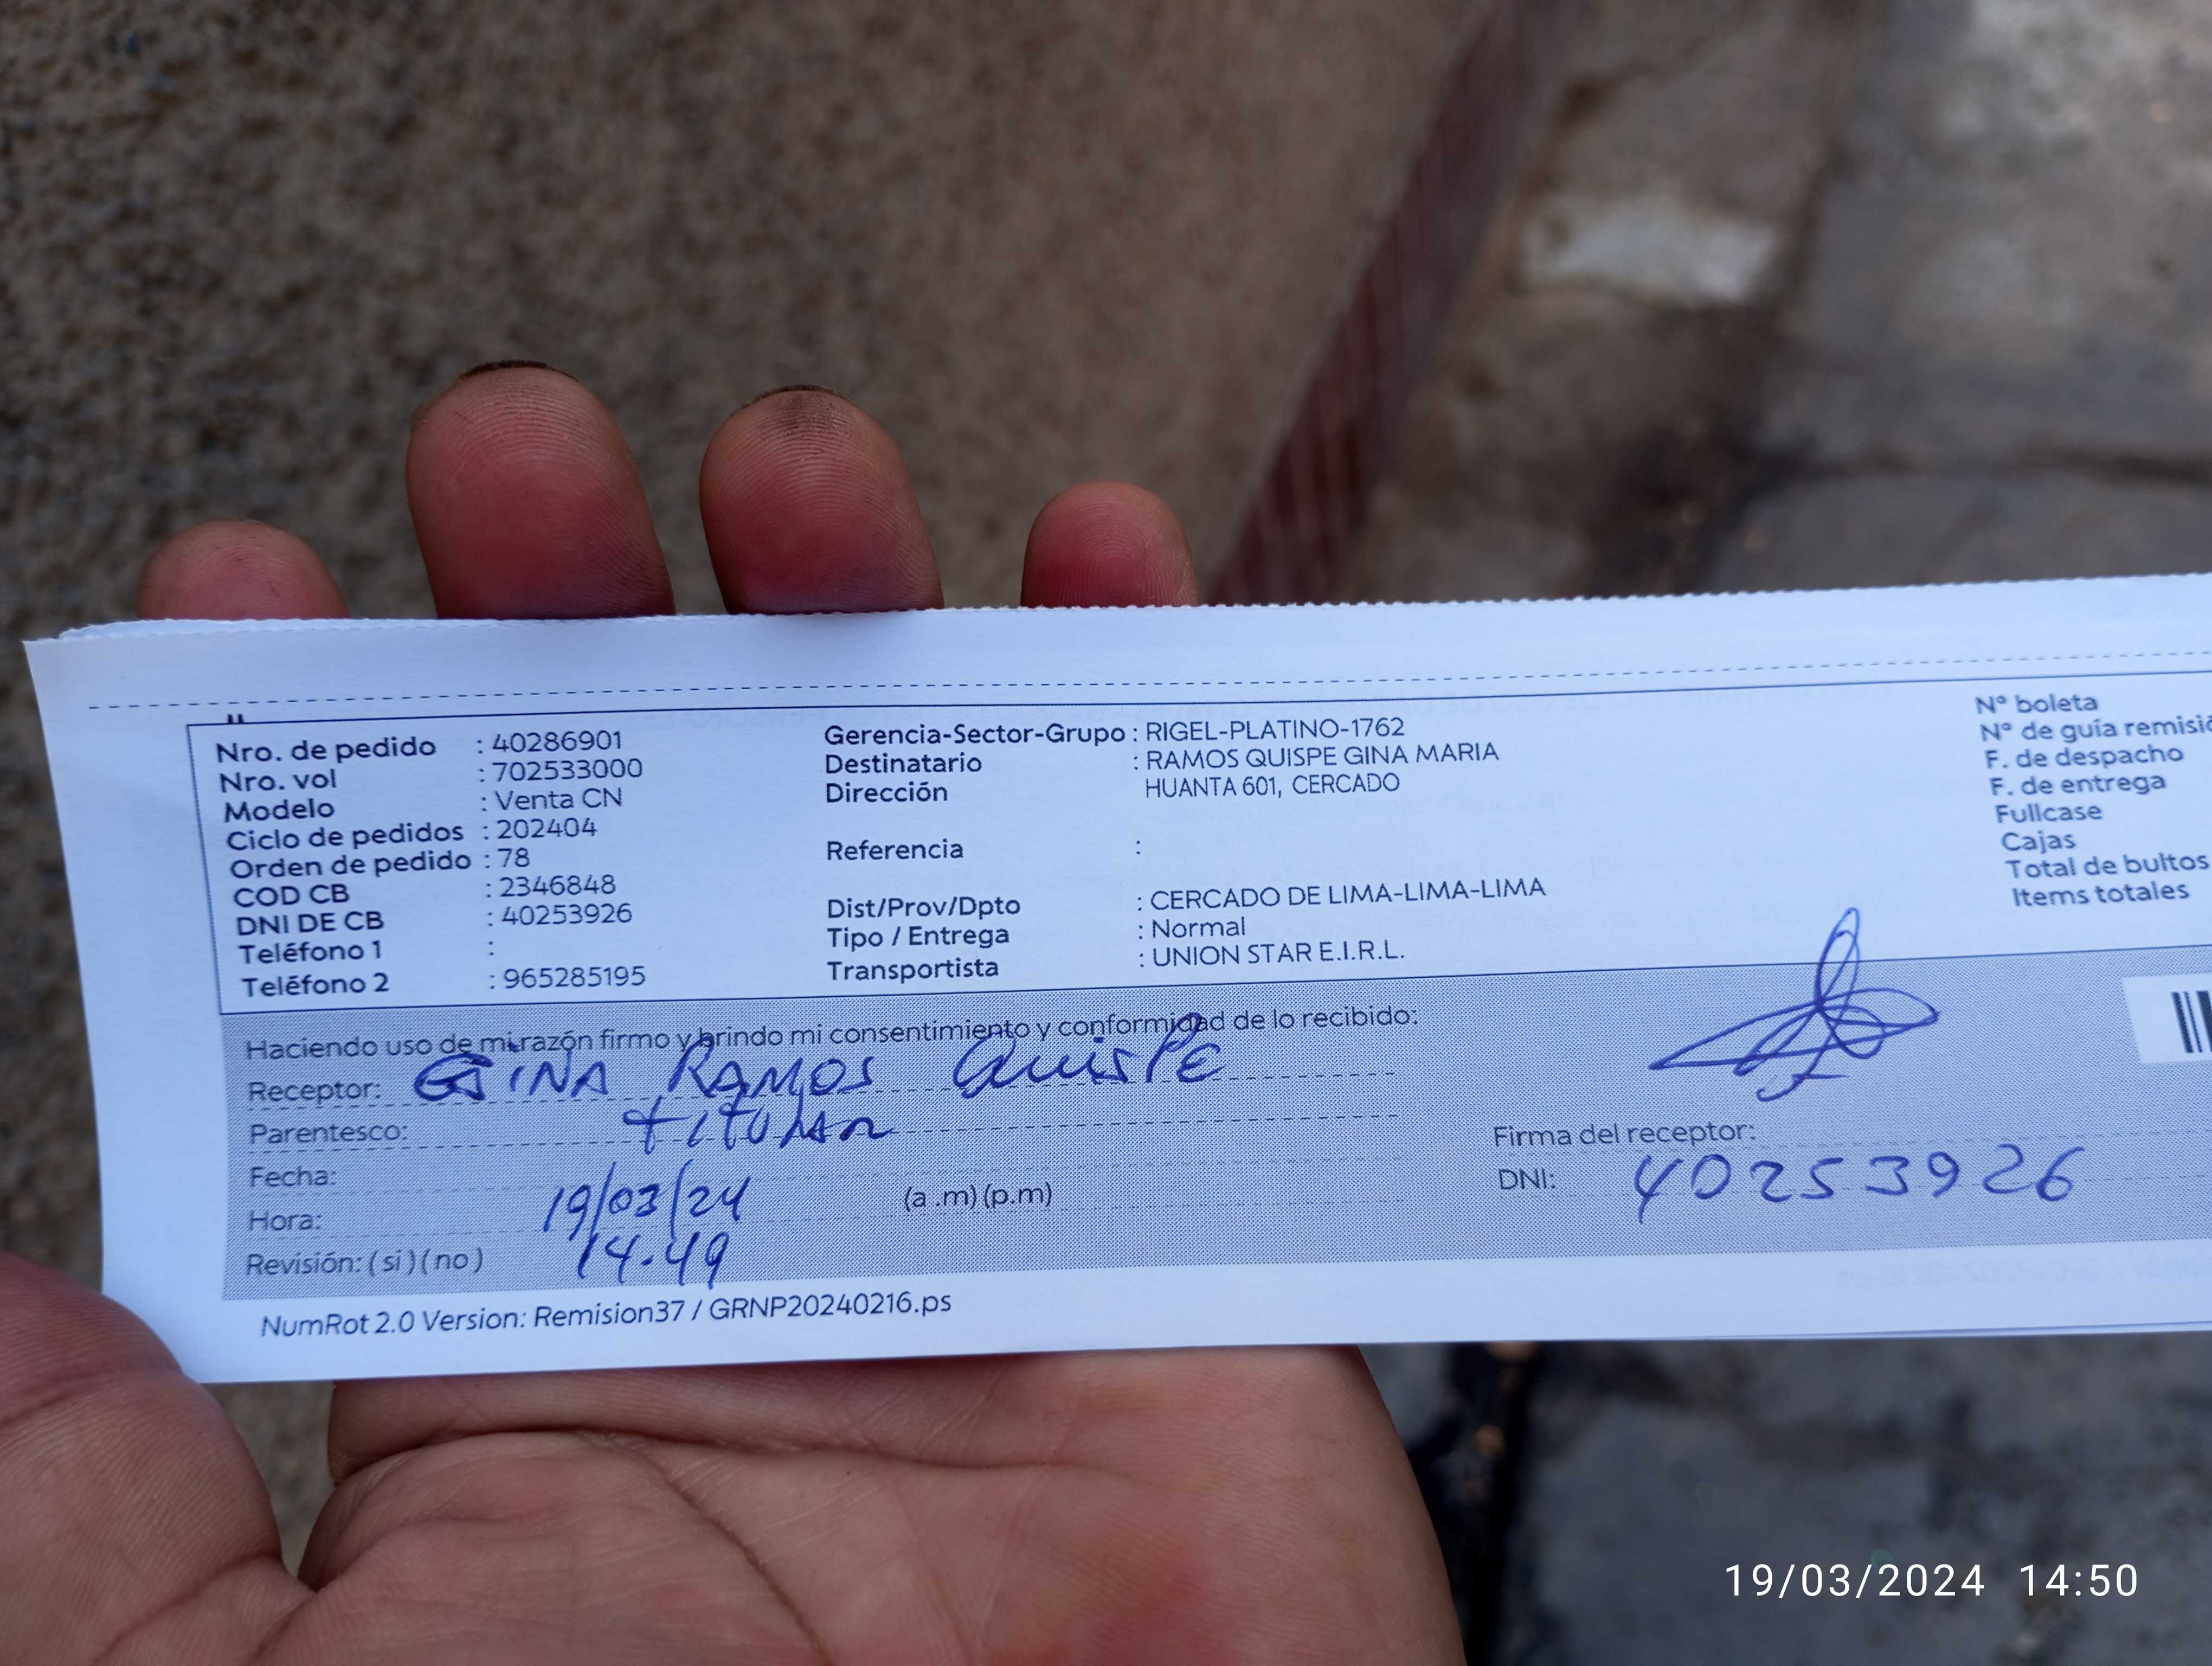 Nro. de pedido : 40286901
Nro. vol : 702533000
Modelo : Venta CN
Ciclo de pedidos : 202404
Orden de pedido : 78
COD CB : 2346848
DNI DE CB : 40253926
Teléfono 1 :
Teléfono 2 : 965285195
Gerencia-Sector-Grupo : RIGEL-PLATINO-1762
Destinatario : RAMOS QUISPE GINA MARIA
Dirección HUANTA 601, CERCADO
Referencia :
Dist/Prov/Dpto : CERCADO DE LIMA-LIMA-LIMA
Tipo / Entrega : Normal
Transportista : UNION STAR E.I.R.L.
N° boleta
N° de guía remisió
F. de despacho
F. de entrega
Fullcase
Cajas
Total de bultos
Items totales
Haciendo uso de mi razón firmo y brindo mi consentimiento y conformidad de lo recibido:
Receptor: GINA RAMOS QUISPE
Parentesco: titular
Fecha: 19/03/24
Hora: (a .m) (p.m)
Revisión: ( si ) ( no ) 14.49
Firma del receptor:
DNI: 40253926
NumRot 2.0 Version: Remision37 / GRNP20240216.ps
19/03/2024 14:50